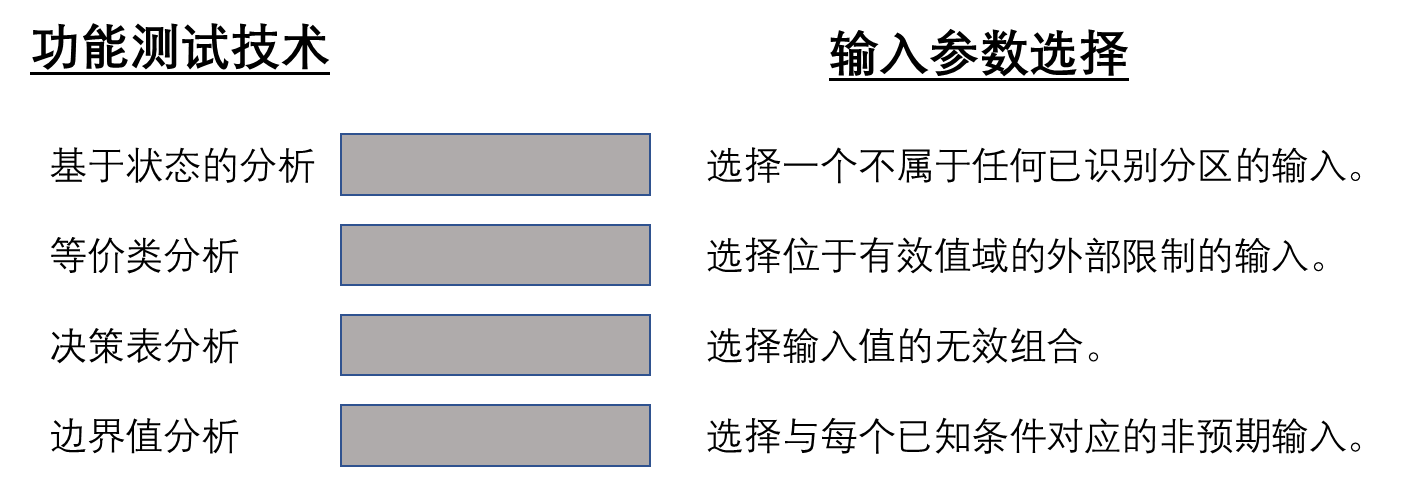 功能测试技术
输入参数选择
基于状态的分析
选择一个不属于任何已识别分区的输入。
等价类分析
选择位于有效值域的外部限制的输入。
决策表分析
选择输入值的无效组合。
边界值分析
选择与每个已知条件对应的非预期输入。